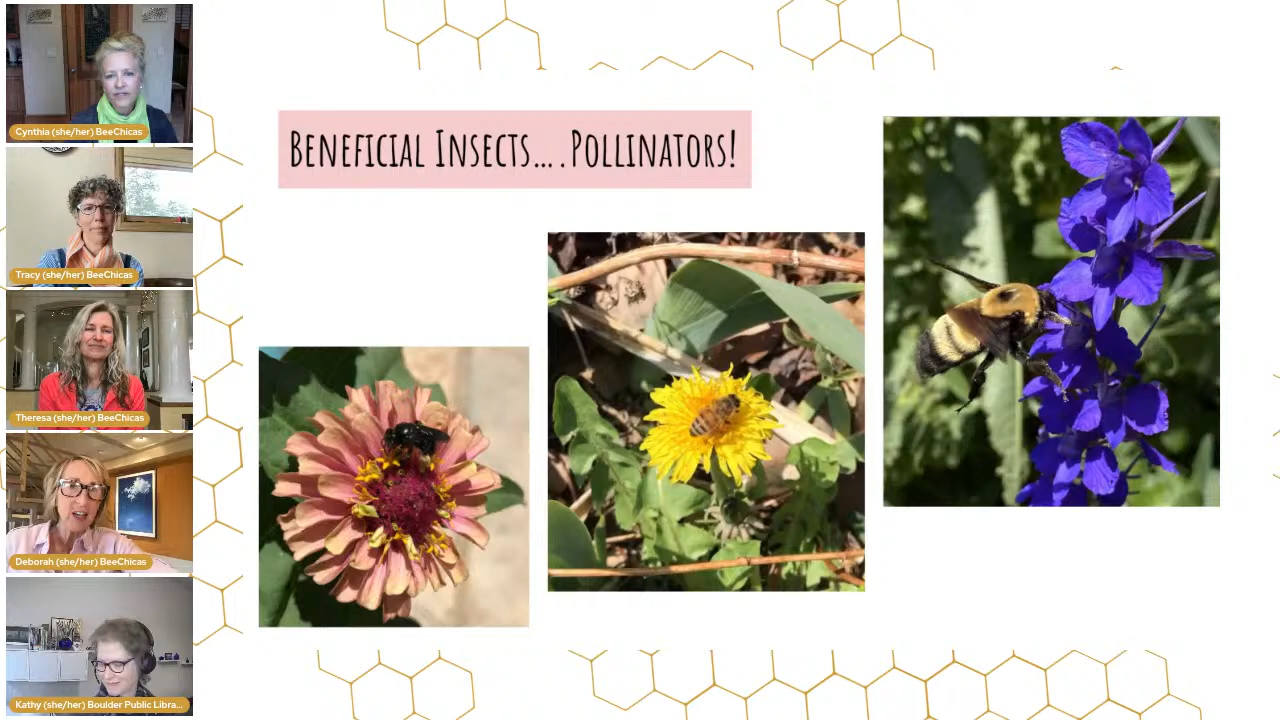 Cynthia (she/her) BeeChicas
Tracy (she/her) BeeChicas
Theresa (she/her) BeeChicas
Deborah (she/her) BeeChicas
Kathy (she/her) Boulder Public Libra...
Beneficial Insects....Pollinators!